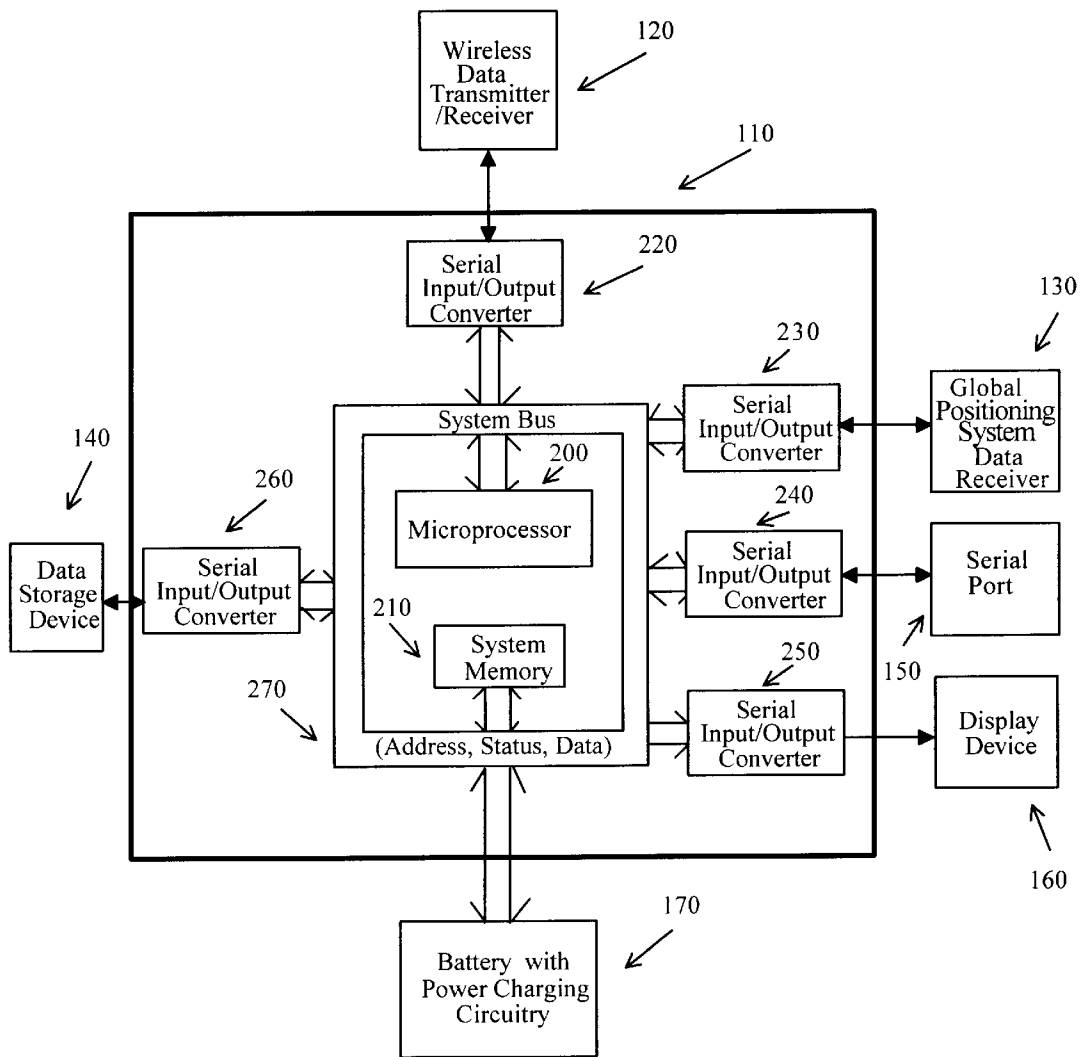 120
Wireless
Data
Transmitter
/Receiver
110
220
Serial
Input/Output
Converter
130
230
Global
Positioning
System
Data
Receiver
Serial
Input/Output
Converter
System Bus
140
200
260
Microprocessor
240
Data
Storage
Device
Serial
Input/Output
Converter
Serial
Input/Output
Converter
Serial
Port
210
System
Memory
150
250
270
Serial
Input/Output
Converter
Display
Device
(Address, Status, Data)
160
170
Battery with
Power Charging
Circuitry